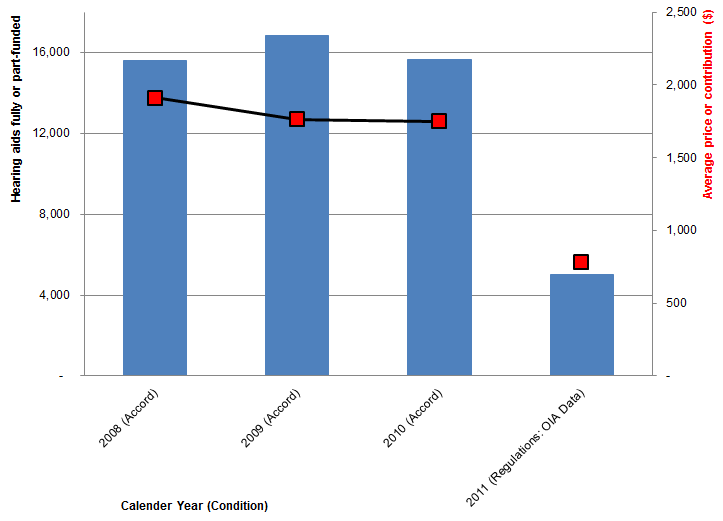 Hearing aids fully or part-funded
16,000
12,000
8,000
4,000
-
2,500
2,000
1,500
1,000
500
-
Average price or contribution ($)
2008 (Accord)
2009 (Accord)
2010 (Accord)
2011 (Regulations: OIA Data)
Calender Year (Condition)